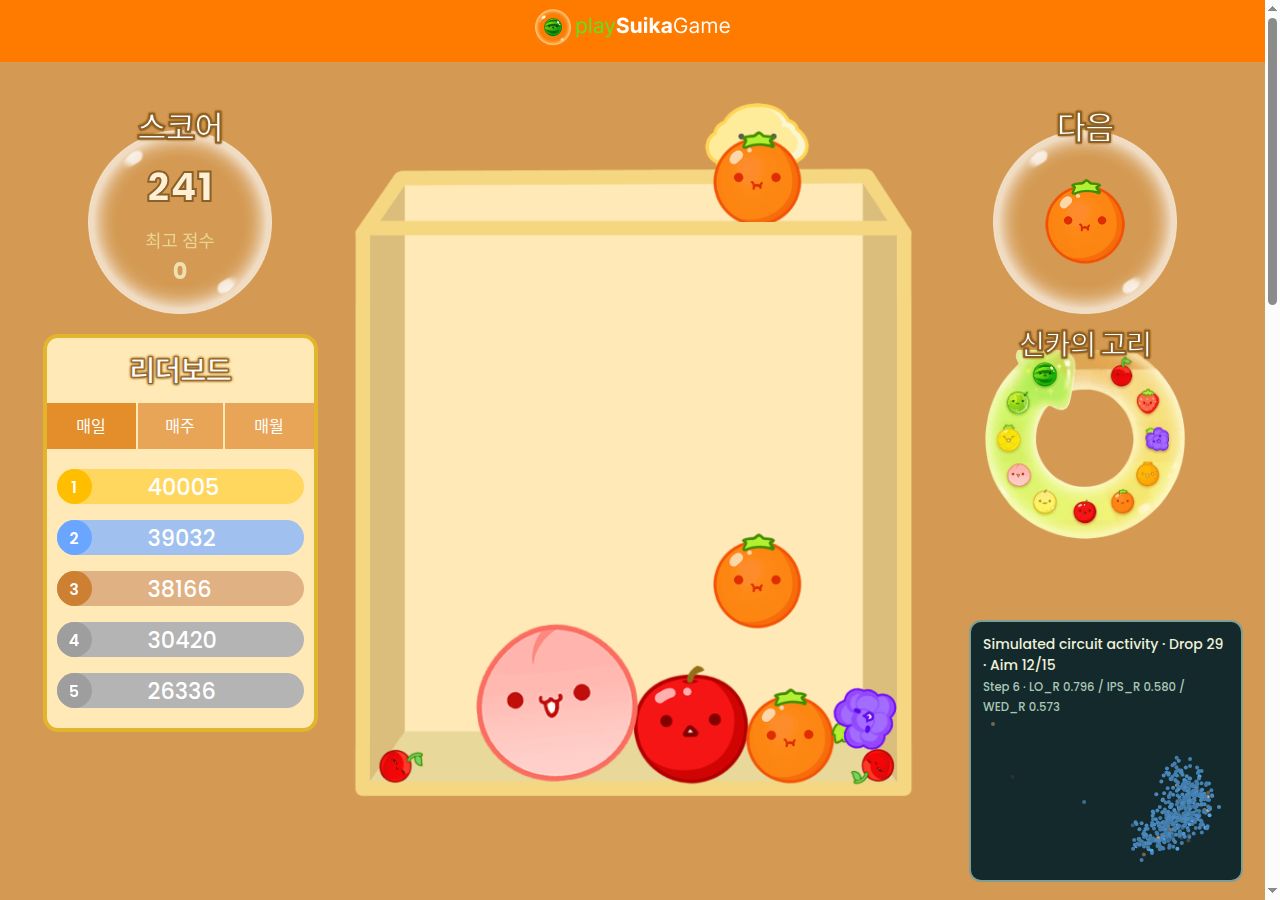 playSuikaGame
스코어
241
최고 점수
0
리더보드
매일 매주 매월
1 40005
2 39032
3 38166
4 30420
5 26336
다음
신카의 고리
Simulated circuit activity · Drop 29
· Aim 12/15
Step 6 · LO_R 0.796 / IPS_R 0.580 /
WED_R 0.573